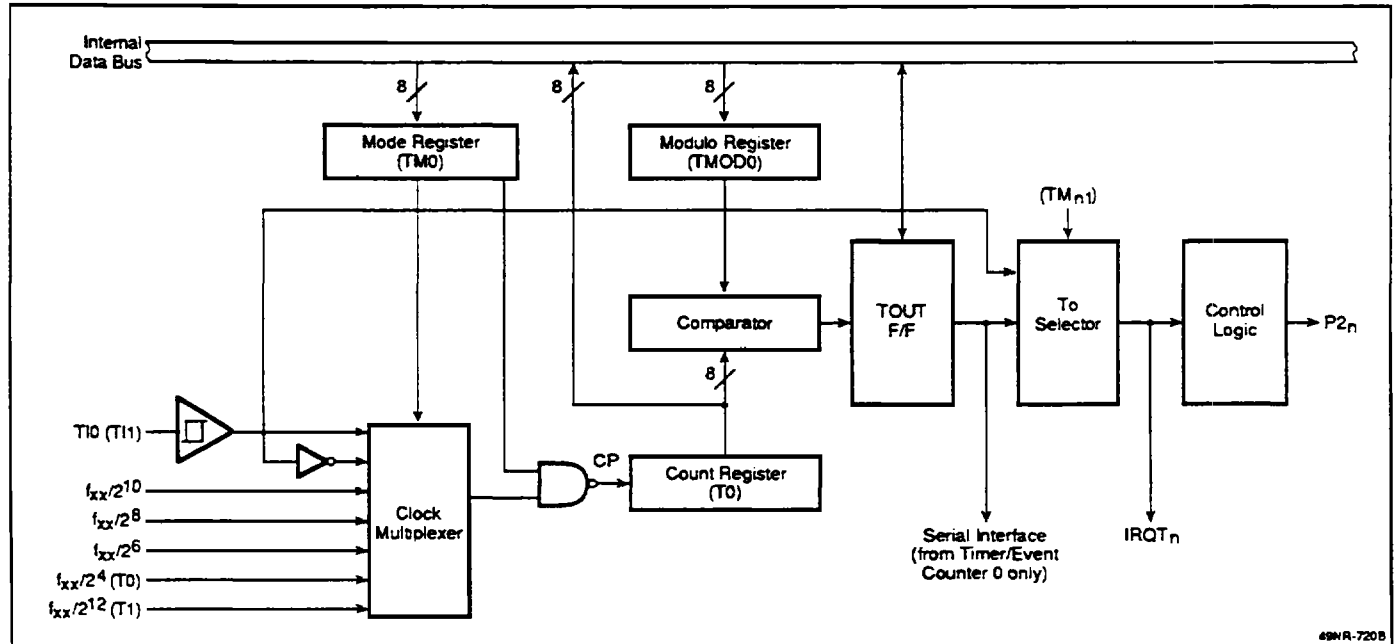 Internal
Data Bus
8
8
8
Mode Register
(TM0)
Modulo Register
(TMOD0)
(TMn1)
Comparator
TOUT
F/F
To
Selector
Control
Logic
P2n
8
TI0 (TI1)
CP
Count Register
(T0)
fxx/2^10
fxx/2^8
fxx/2^6
fxx/2^4 (T0)
fxx/2^12 (T1)
Clock
Multiplexer
Serial Interface
(from Timer/Event
Counter 0 only)
IRQTn
49NR-720B